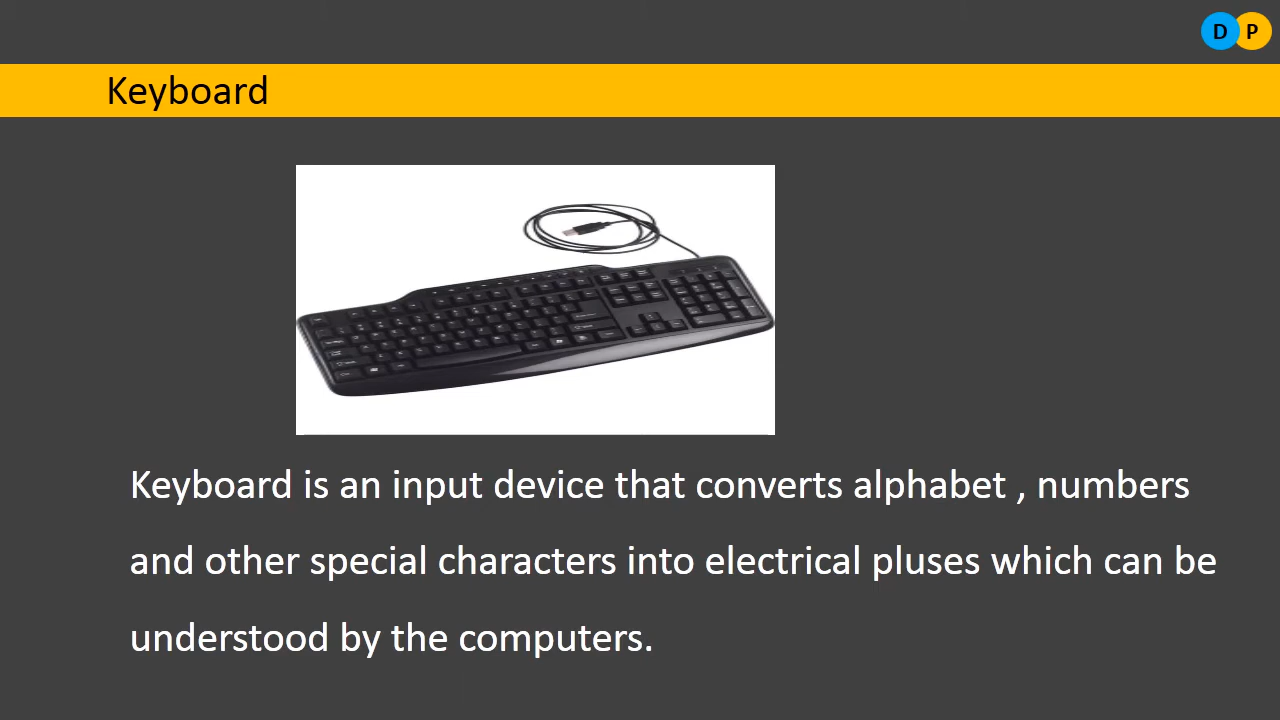 D P
Keyboard
Keyboard is an input device that converts alphabet , numbers
and other special characters into electrical pluses which can be
understood by the computers.